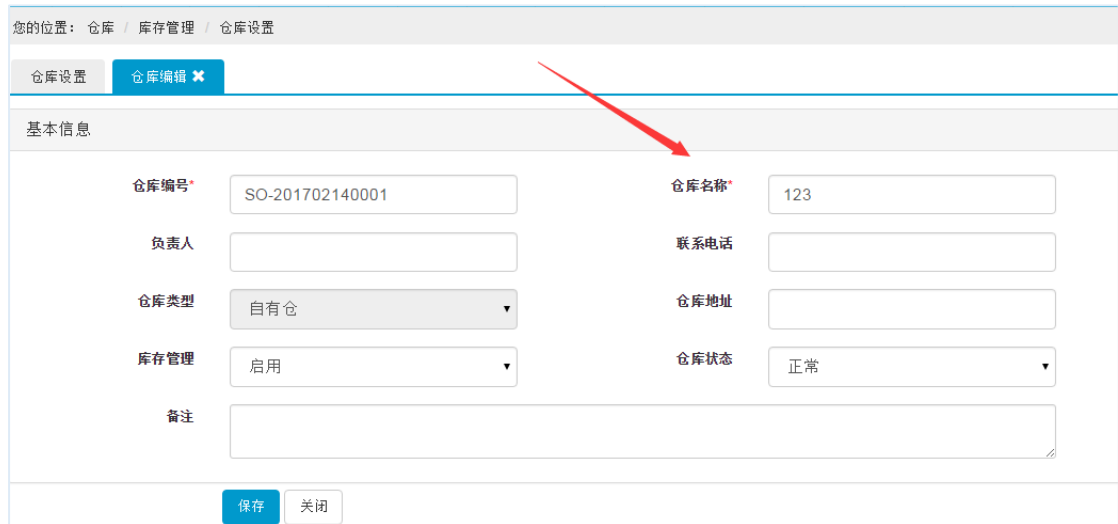 您的位置： 仓库 / 库存管理 / 仓库设置
仓库设置 仓库编辑 ✖
基本信息
仓库编号* SO-201702140001 仓库名称* 123
负责人 联系电话
仓库类型 自有仓 仓库地址
库存管理 启用 仓库状态 正常
备注
保存 关闭